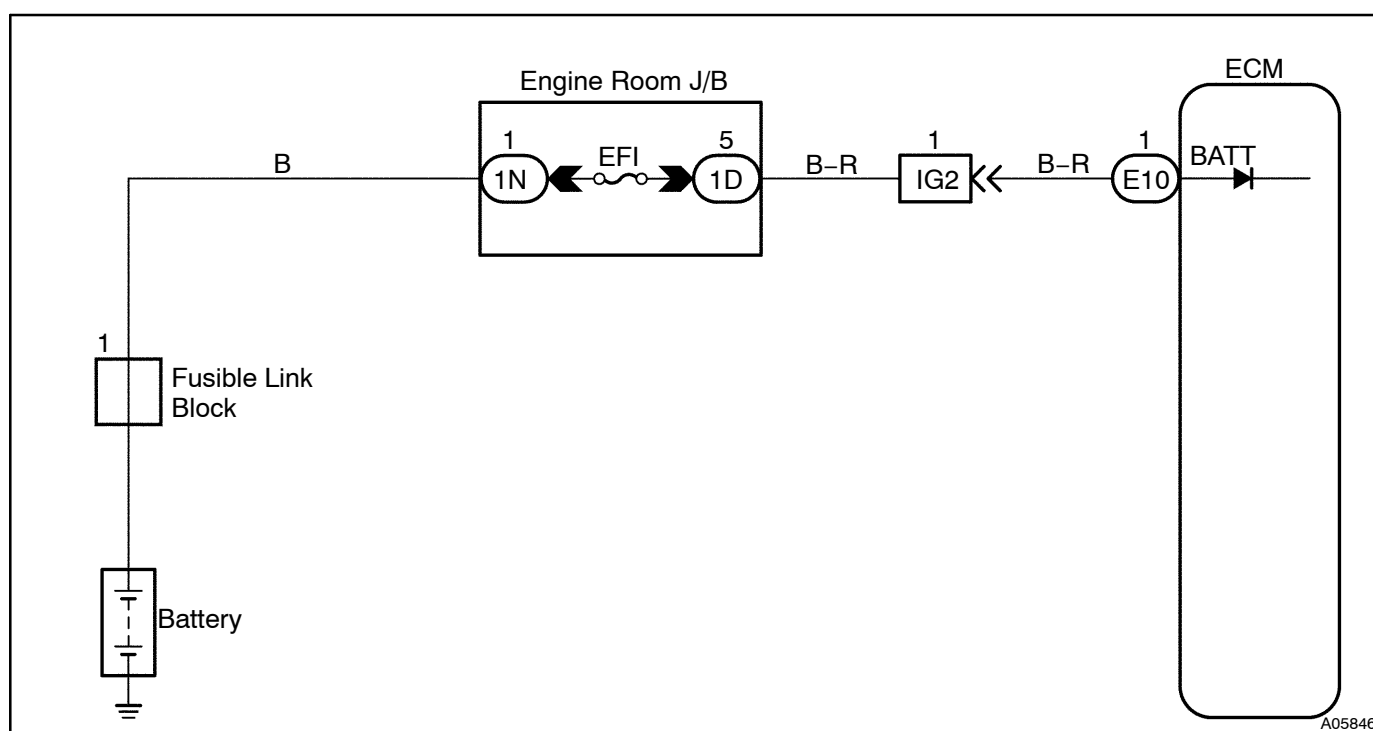 ECM
Engine Room J/B
1
5
1
1
B
1N
EFI
1D
B–R
IG2
B–R
E10
BATT
1
Fusible Link
Block
Battery
A05846